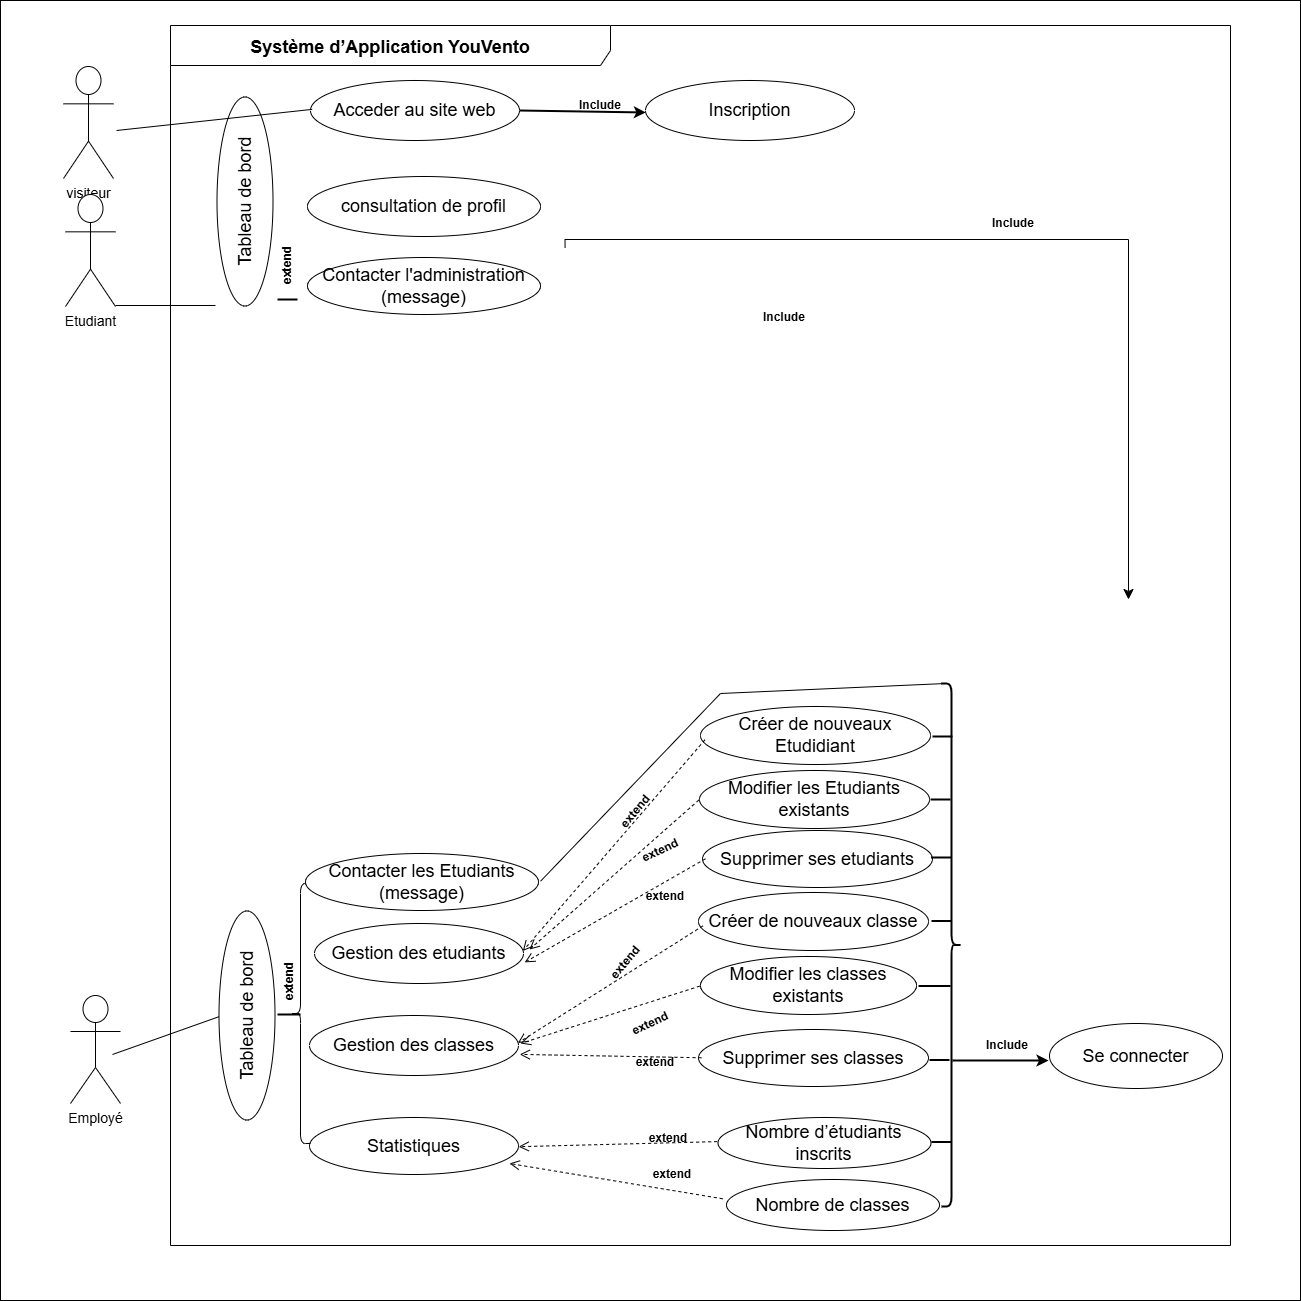 Système d’Application YouVento
visiteur
Acceder au site web
Include
Inscription
Tableau de bord
consultation de profil
extend
Contacter l'administration
(message)
Etudiant
Include
Include
Créer de nouveaux
Etudidiant
extend
Modifier les Etudiants
existants
extend
Supprimer ses etudiants
extend
Contacter les Etudiants
(message)
Gestion des etudiants
Créer de nouveaux classe
extend
Tableau de bord
extend
Modifier les classes
existants
extend
Gestion des classes
Supprimer ses classes
extend
Include
Se connecter
Employé
Statistiques
Nombre d’étudiants
inscrits
extend
Nombre de classes
extend